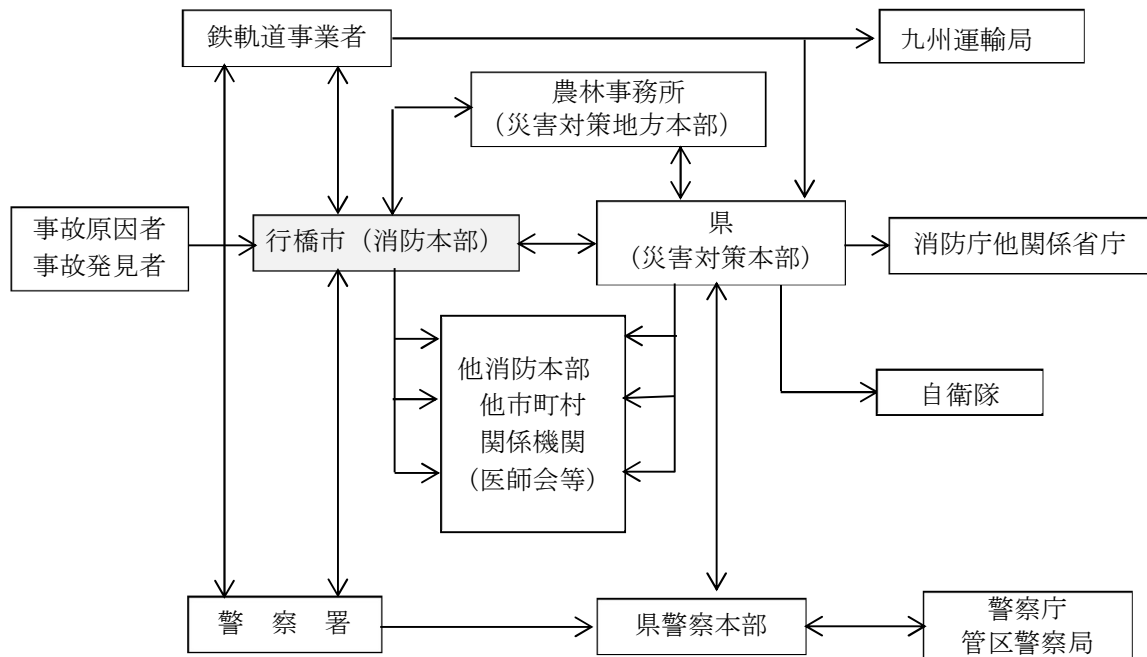 鉄軌道事業者
九州運輸局
農林事務所
（災害対策地方本部）
事故原因者
事故発見者
行橋市（消防本部）
県
（災害対策本部）
消防庁他関係省庁
他消防本部
他市町村
関係機関
（医師会等）
自衛隊
警　察　署
県警察本部
警察庁
管区警察局